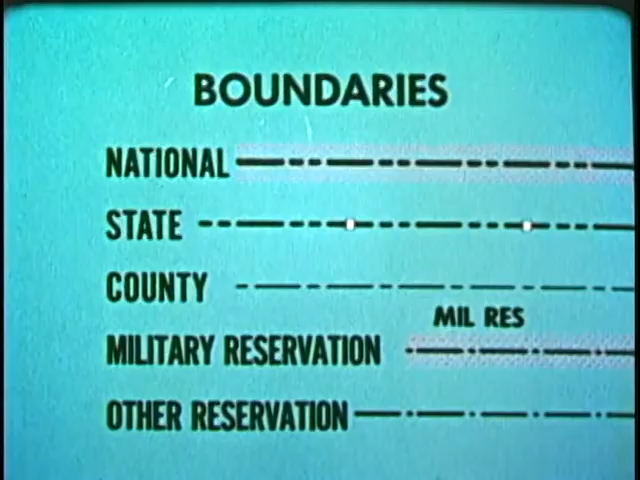 BOUNDARIES
NATIONAL
STATE
COUNTY
MIL RES
MILITARY RESERVATION
OTHER RESERVATION